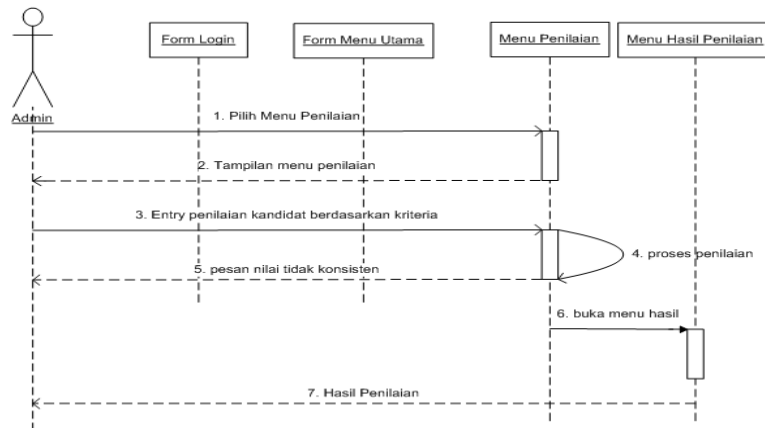 Form Login
Form Menu Utama
Menu Penilaian
Menu Hasil Penilaian
Admin
1. Pilih Menu Penilaian
2. Tampilan menu penilaian
3. Entry penilaian kandidat berdasarkan kriteria
4. proses penilaian
5. pesan nilai tidak konsisten
6. buka menu hasil
7. Hasil Penilaian